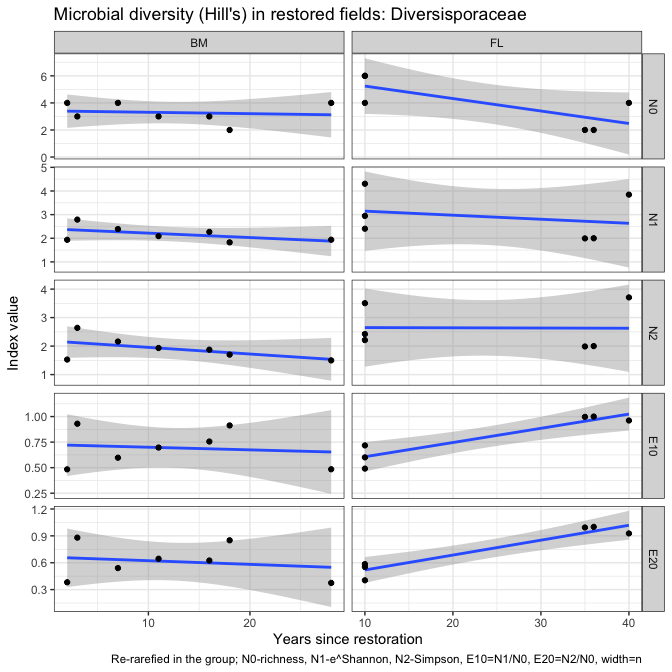 Microbial diversity (Hill's) in restored fields: Diversisporaceae
BM FL
6
4
2
0
N0
5
4
3
2
1
N1
4
3
2
1
N2
1.00
0.75
0.50
0.25
E10
1.2
0.9
0.6
0.3
E20
Index value
10 20 10 20 30 40
Years since restoration
Re-rarefied in the group; N0-richness, N1-e^Shannon, N2-Simpson, E10=N1/N0, E20=N2/N0, width=n